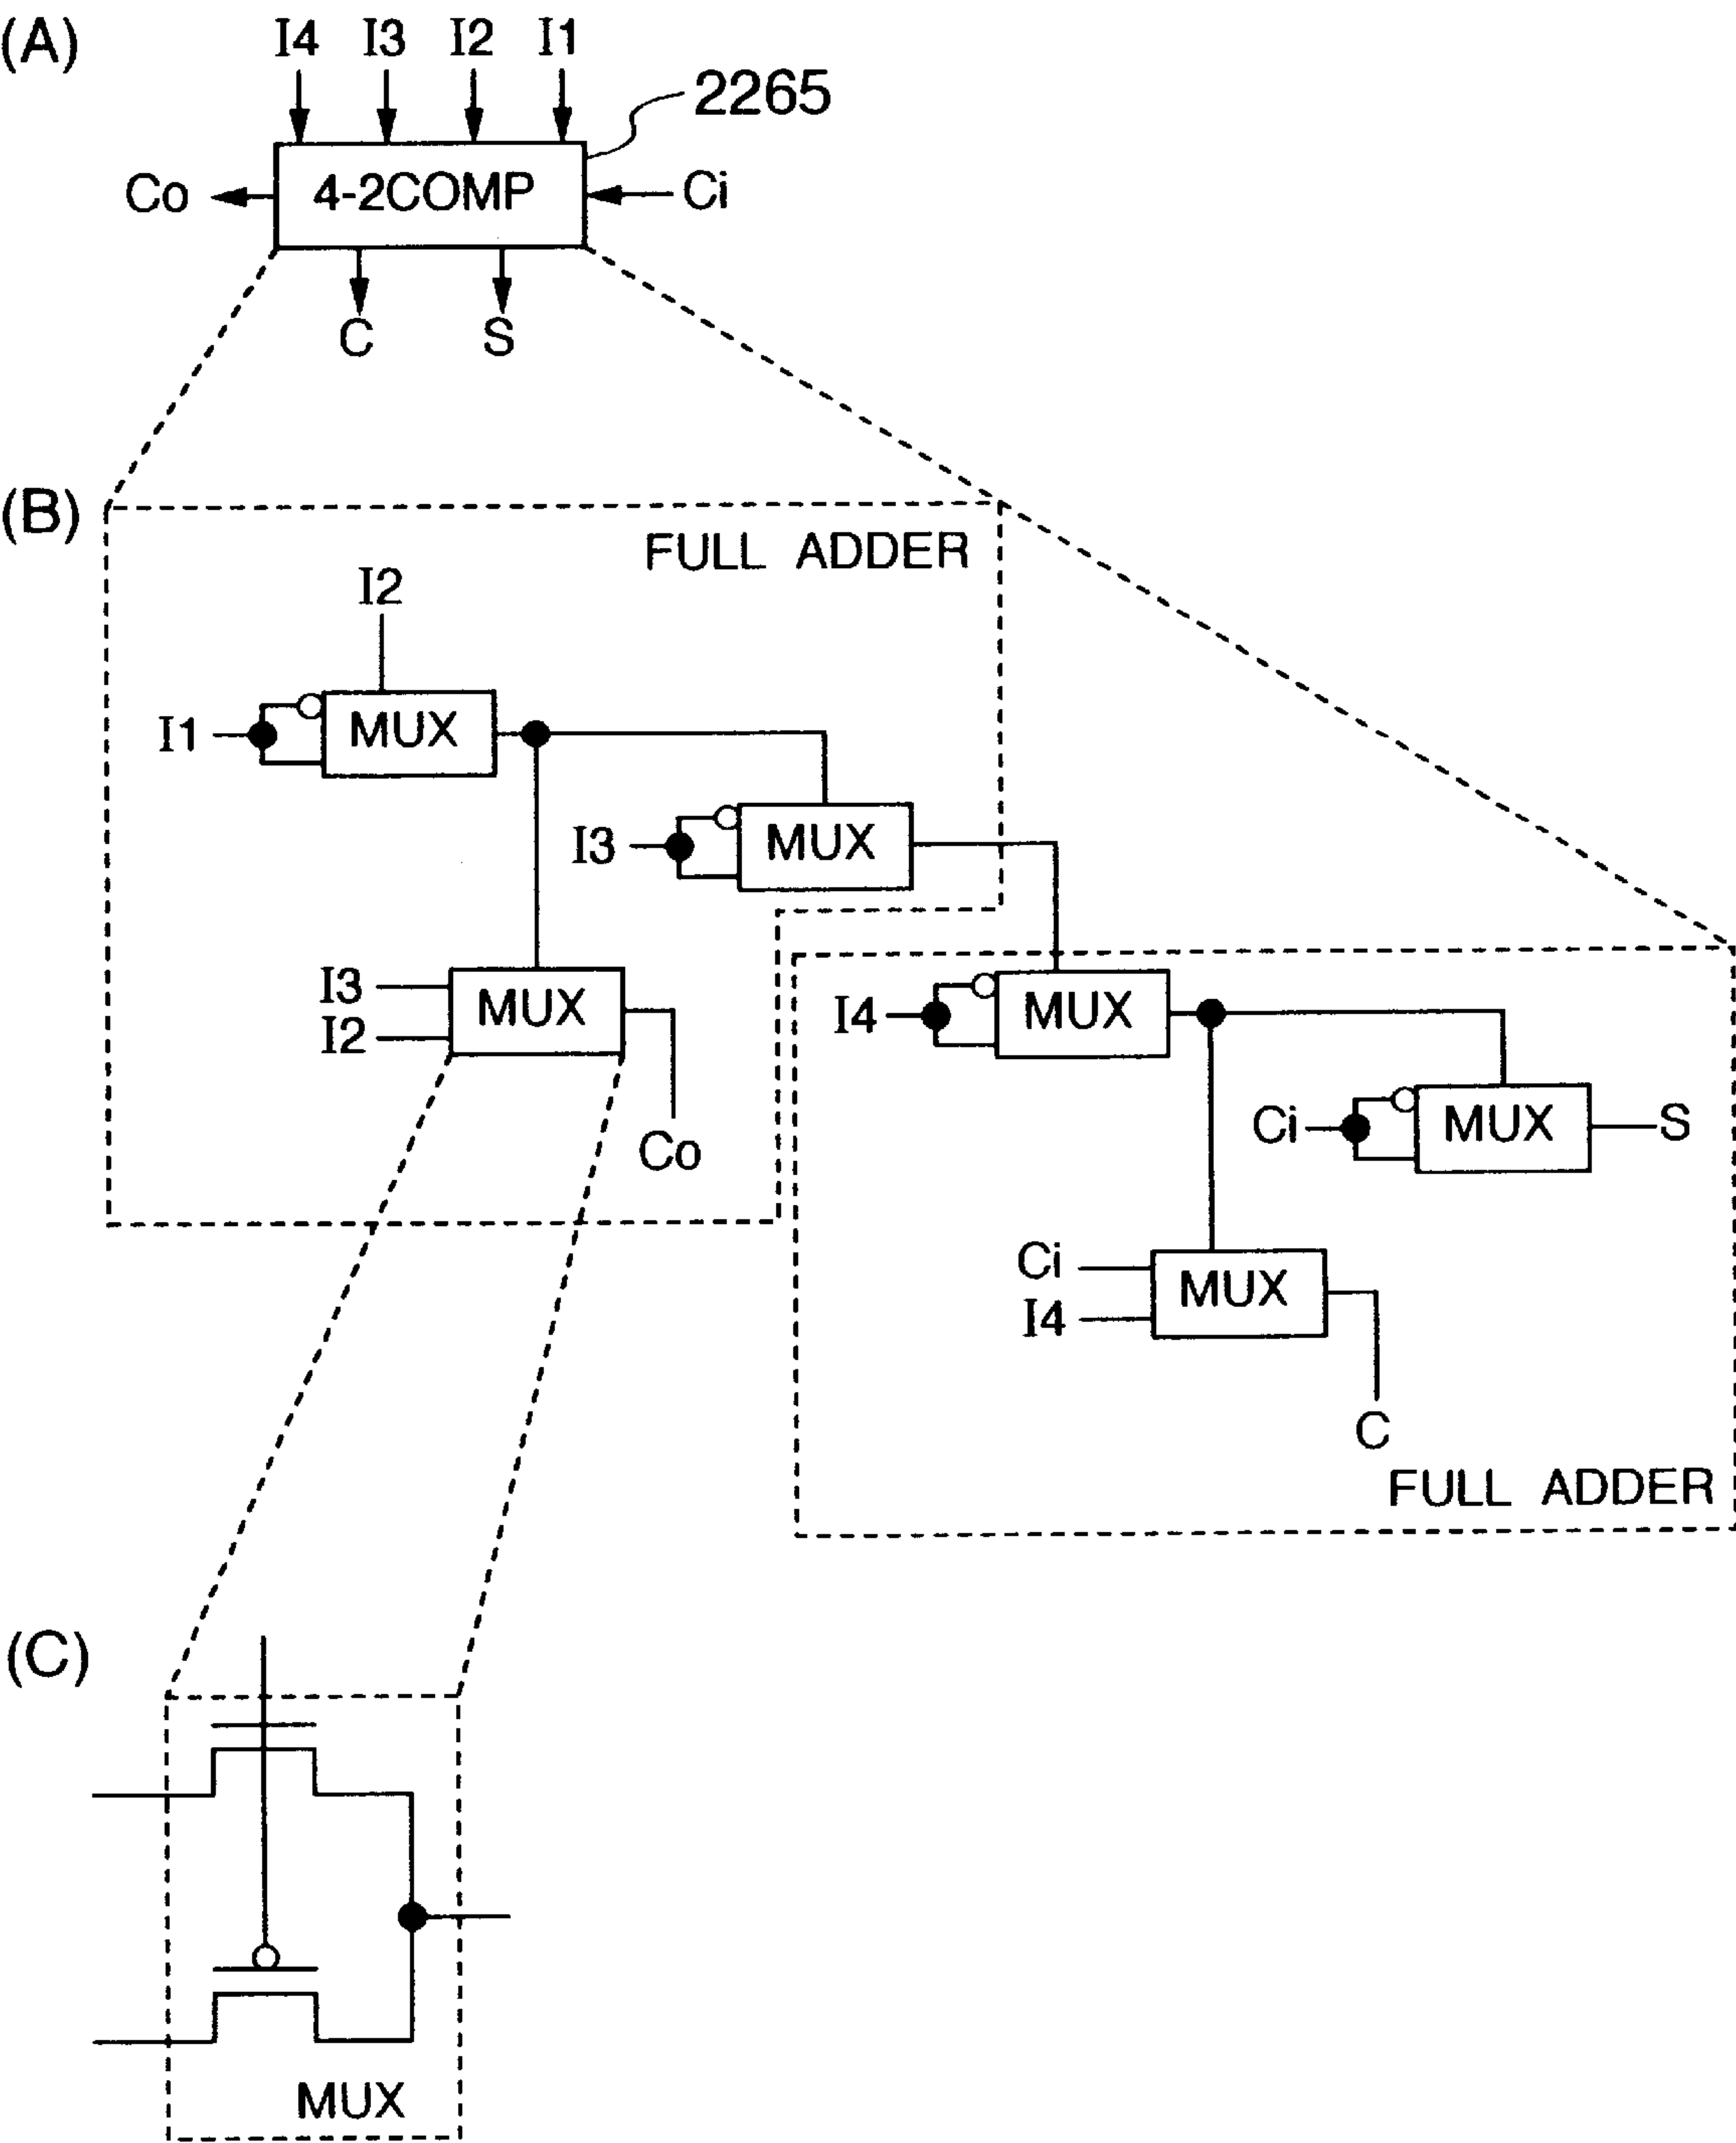 (A)
I4 I3 I2 I1
2265
Co 4-2COMP Ci
C S
(B)
FULL ADDER
I2
I1 MUX
I3 MUX
I3 MUX
I2
Co
I4 MUX
Ci MUX S
Ci MUX
I4
C
FULL ADDER
(C)
MUX